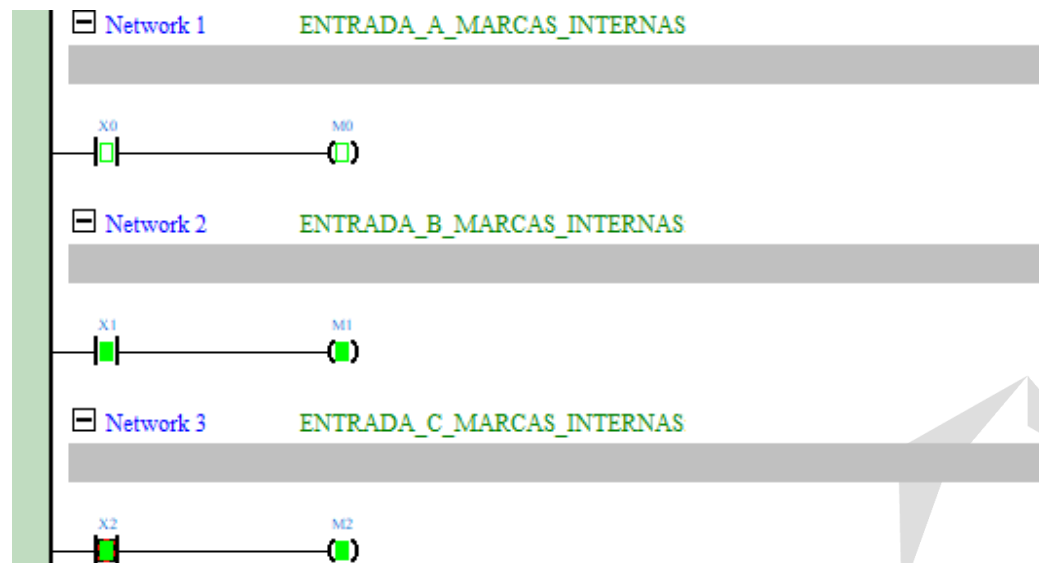 Network 1 ENTRADA_A_MARCAS_INTERNAS
X0 M0
Network 2 ENTRADA_B_MARCAS_INTERNAS
X1 M1
Network 3 ENTRADA_C_MARCAS_INTERNAS
X2 M2